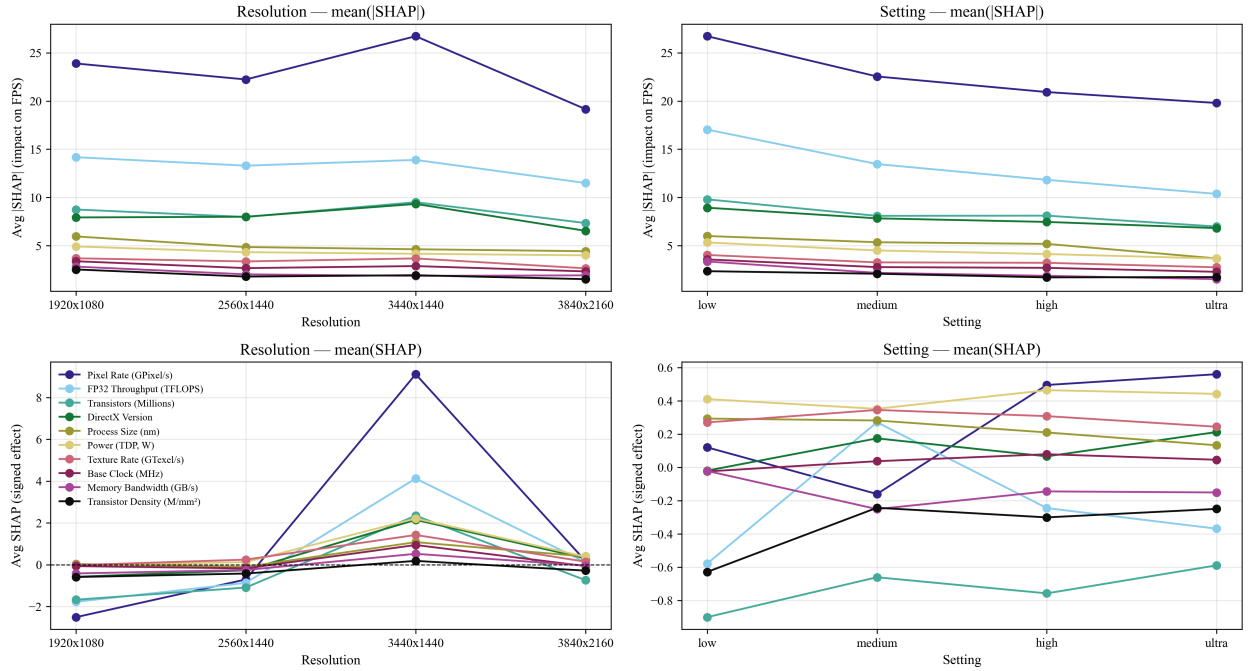 Resolution — mean(|SHAP|)
Avg |SHAP| (impact on FPS)
25
20
15
10
5
1920x1080
2560x1440
3440x1440
3840x2160
Resolution
Setting — mean(|SHAP|)
Avg |SHAP| (impact on FPS)
25
20
15
10
5
low
medium
high
ultra
Setting
Resolution — mean(SHAP)
Avg SHAP (signed effect)
8
6
4
2
0
−2
Pixel Rate (GPixel/s)
FP32 Throughput (TFLOPS)
Transistors (Millions)
DirectX Version
Process Size (nm)
Power (TDP, W)
Texture Rate (GTexel/s)
Base Clock (MHz)
Memory Bandwidth (GB/s)
Transistor Density (M/mm²)
1920x1080
2560x1440
3440x1440
3840x2160
Resolution
Setting — mean(SHAP)
Avg SHAP (signed effect)
0.6
0.4
0.2
0.0
−0.2
−0.4
−0.6
−0.8
low
medium
high
ultra
Setting